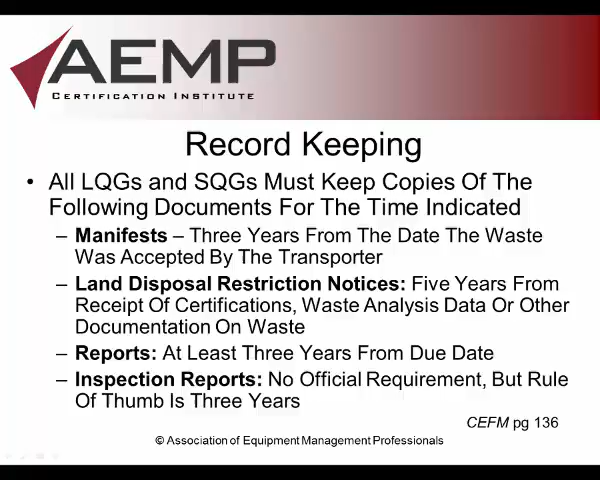 AEMP
CERTIFICATION INSTITUTE
Record Keeping
• All LQGs and SQGs Must Keep Copies Of The
Following Documents For The Time Indicated
– Manifests – Three Years From The Date The Waste
Was Accepted By The Transporter
– Land Disposal Restriction Notices: Five Years From
Receipt Of Certifications, Waste Analysis Data Or Other
Documentation On Waste
– Reports: At Least Three Years From Due Date
– Inspection Reports: No Official Requirement, But Rule
Of Thumb Is Three Years
CEFM pg 136
© Association of Equipment Management Professionals